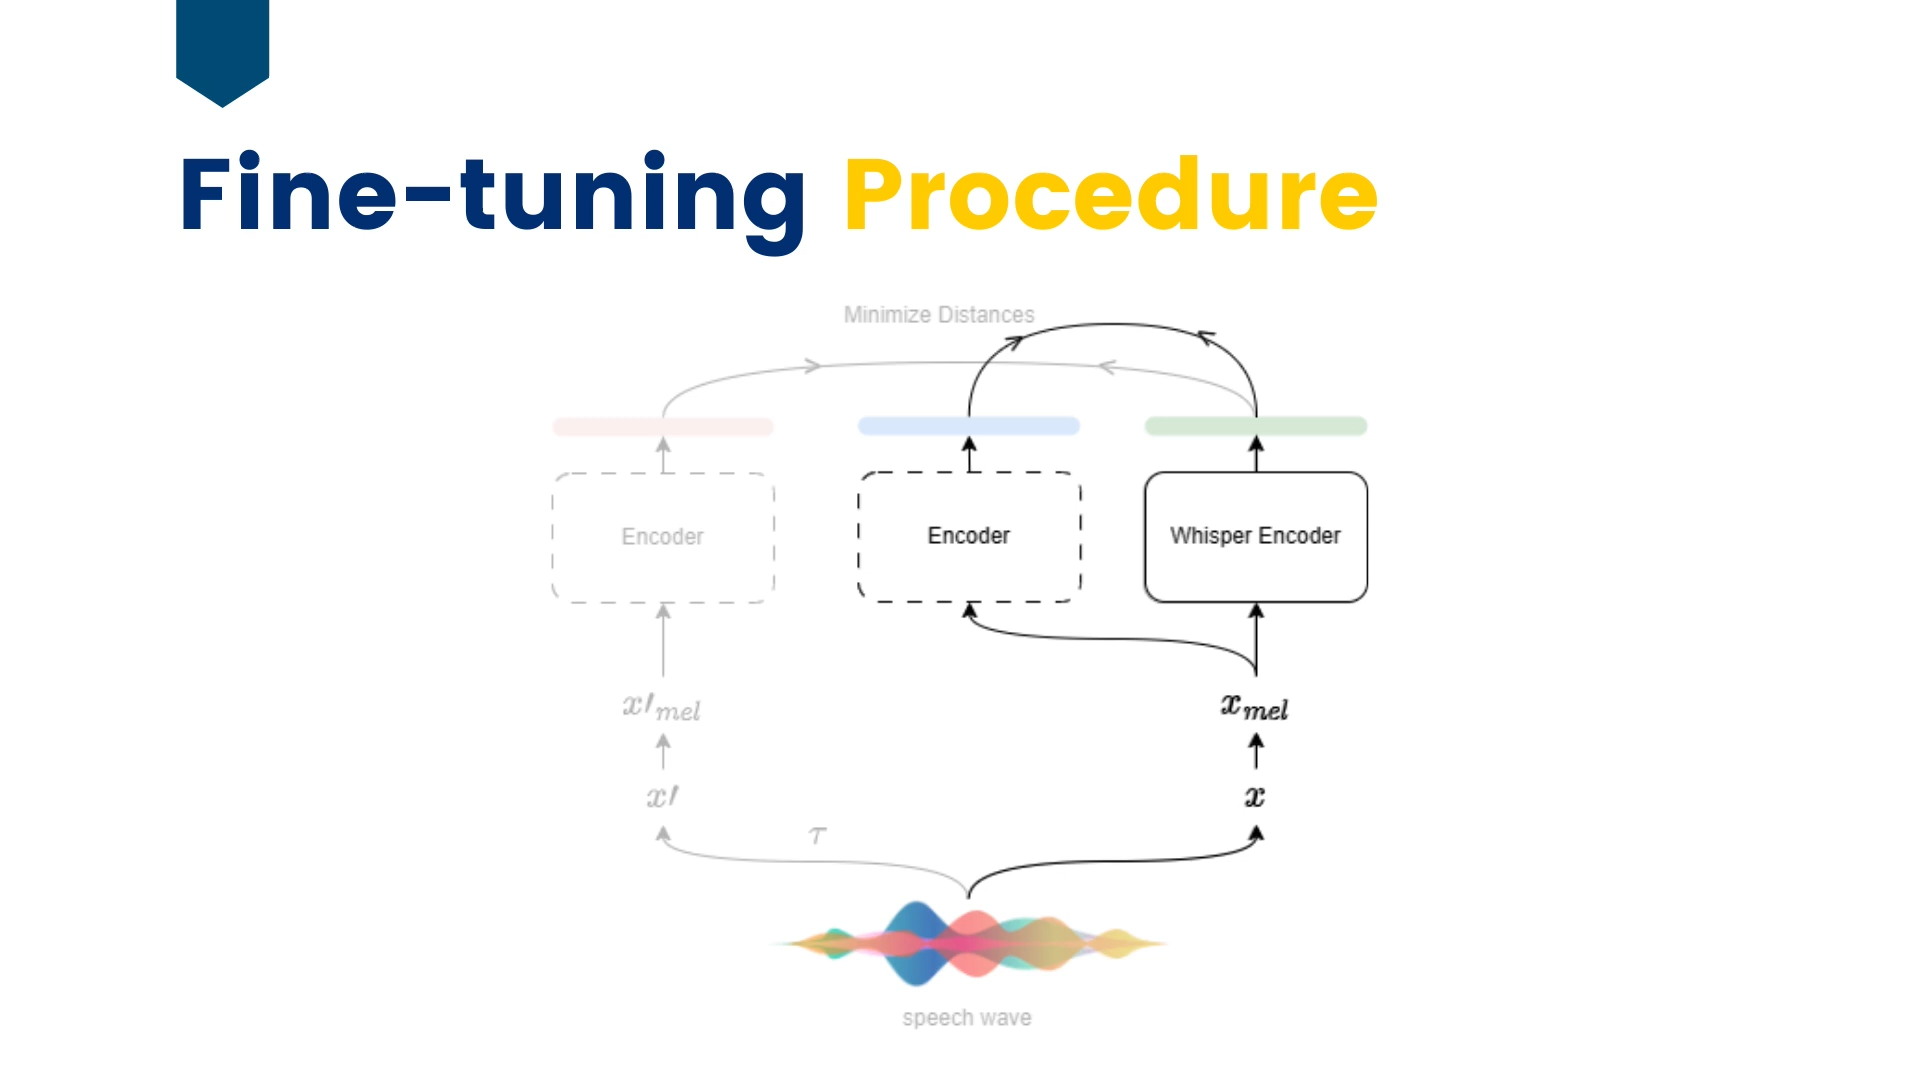 Fine-tuning Procedure
Minimize Distances
Encoder
Encoder
Whisper Encoder
x′mel
xmel
x′
x
τ
speech wave